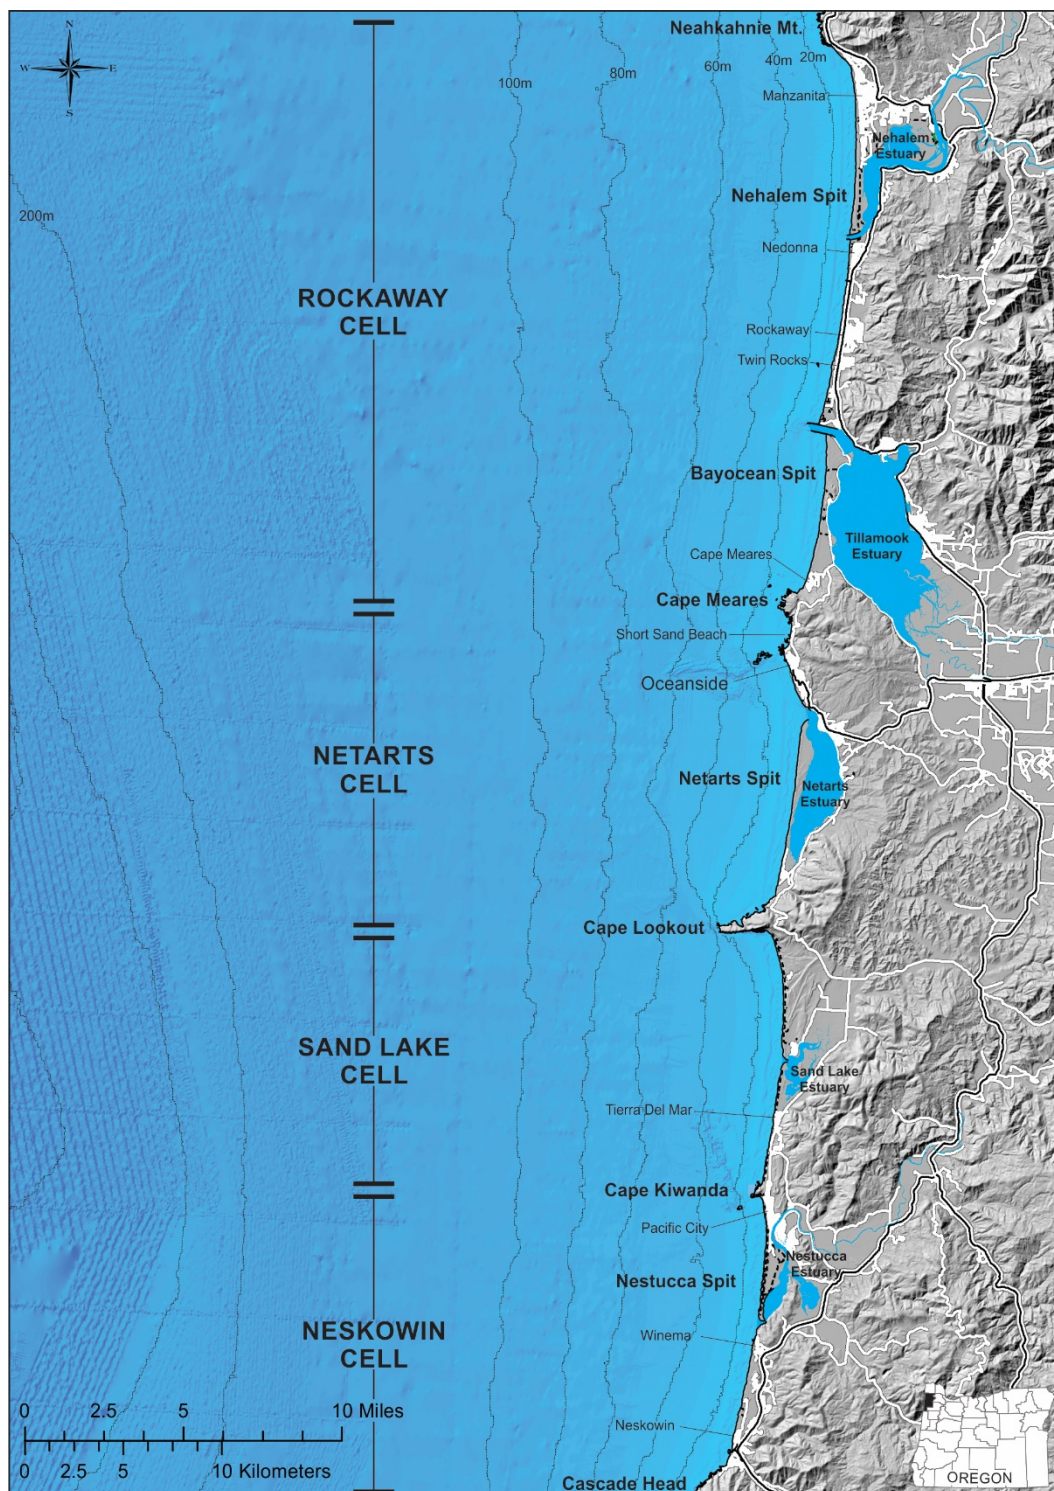 N
W E
S
Neahkahnie Mt.
100m
80m
60m
40m
20m
Manzanita
Nehalem
Estuary
Nehalem Spit
200m
Nedonna
ROCKAWAY
CELL
Rockaway
Twin Rocks
Bayocean Spit
Tillamook
Estuary
Cape Meares
Cape Meares
Short Sand Beach
Oceanside
NETARTS
CELL
Netarts Spit
Netarts
Estuary
Cape Lookout
SAND LAKE
CELL
Sand Lake
Estuary
Tierra Del Mar
Cape Kiwanda
Pacific City
Nestucca
Estuary
Nestucca Spit
NESKOWIN
CELL
Winema
0 2.5 5 10 Miles
Neskowin
0 2.5 5 10 Kilometers
Cascade Head
OREGON